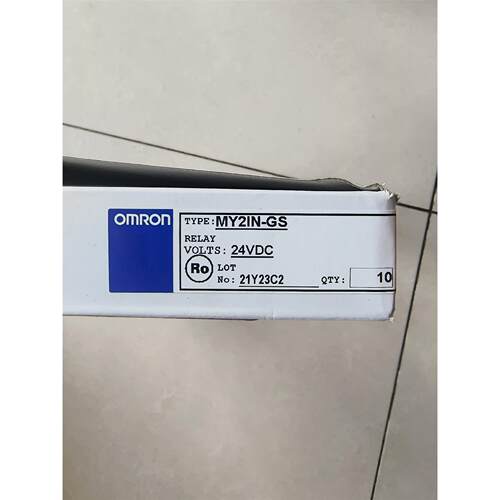 OMRON
TYPE: MY2IN-GS
RELAY
VOLTS: 24VDC
Ro LOT
No: 21Y23C2 QTY: 10